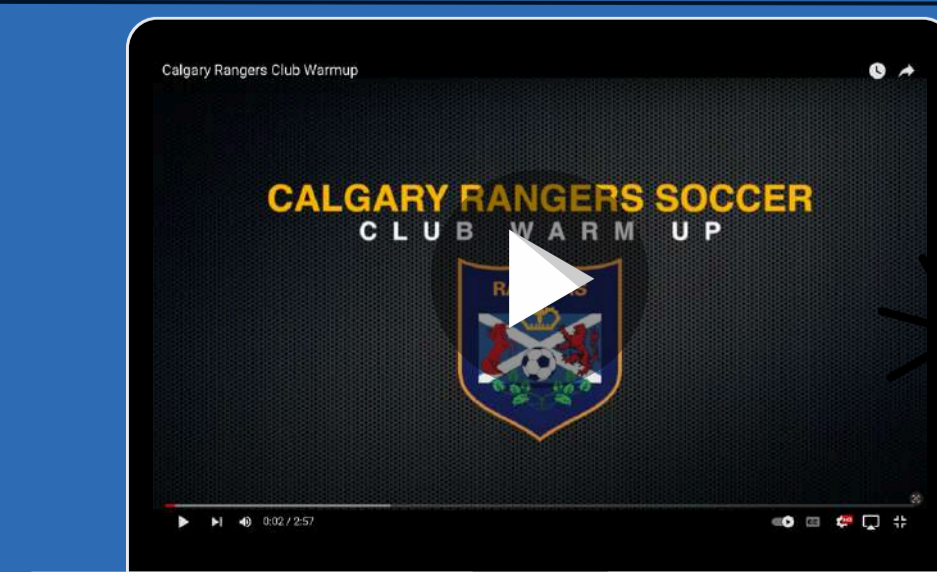 Calgary Rangers Club Warmup
CALGARY RANGERS SOCCER
CLUB WARM UP
0:02 / 2:57